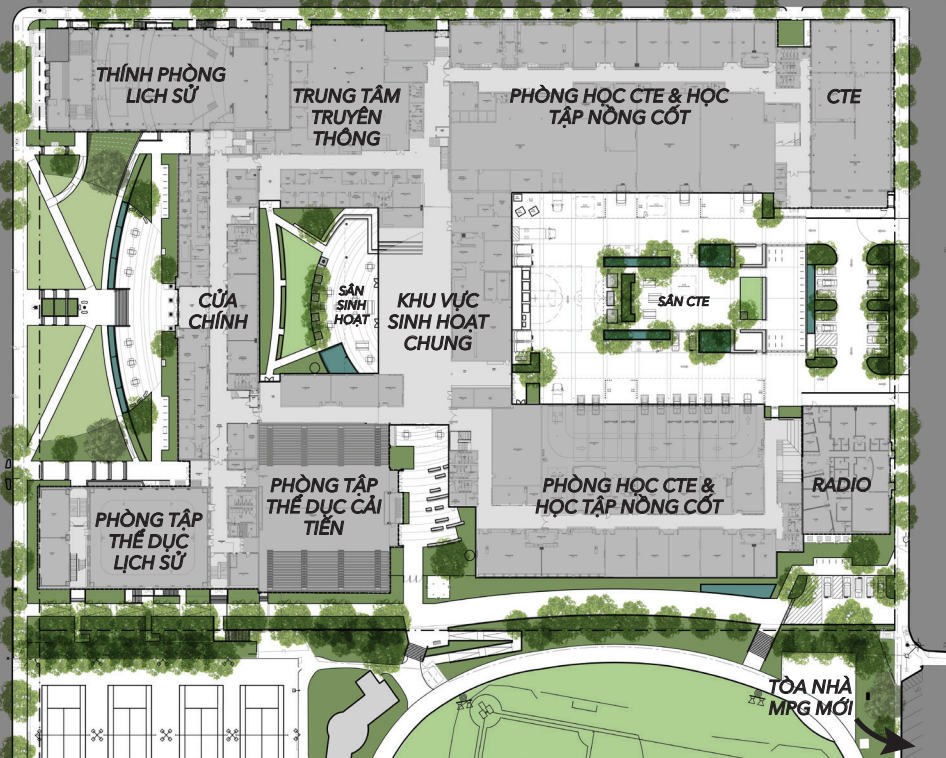 THÍNH PHÒNG
LICH SỬ
TRUNG TÂM
TRUYÊN
THÔNG
PHÒNG HỌC CTE & HỌC
TẬP NỒNG CỐT
CTE
CỬA
CHÍNH
SÂN
SINH
HOẠT
KHU VỰC
SINH HOẠT
CHUNG
SÂN CTE
PHÒNG TẬP
THỂ DỤC CẢI
TIẾN
PHÒNG HỌC CTE &
HỌC TẬP NỒNG CỐT
RADIO
PHÒNG TẬP
THỂ DỤC
LỊCH SỬ
TÒA NHÀ
MPG MỚI